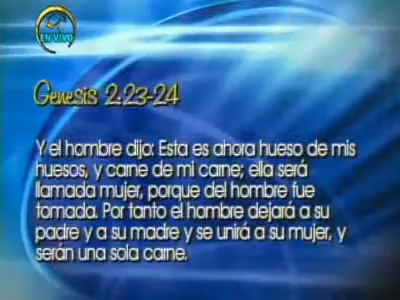 EN VIVO
Genesis 2:23-24
Y el hombre dijo: Esta es ahora hueso de mis
huesos, y carne de mi carne; ella será
llamada mujer, porque del hombre fue
tomada. Por tanto el hombre dejará a su
padre y a su madre y se unirá a su mujer, y
serán una sola carne.